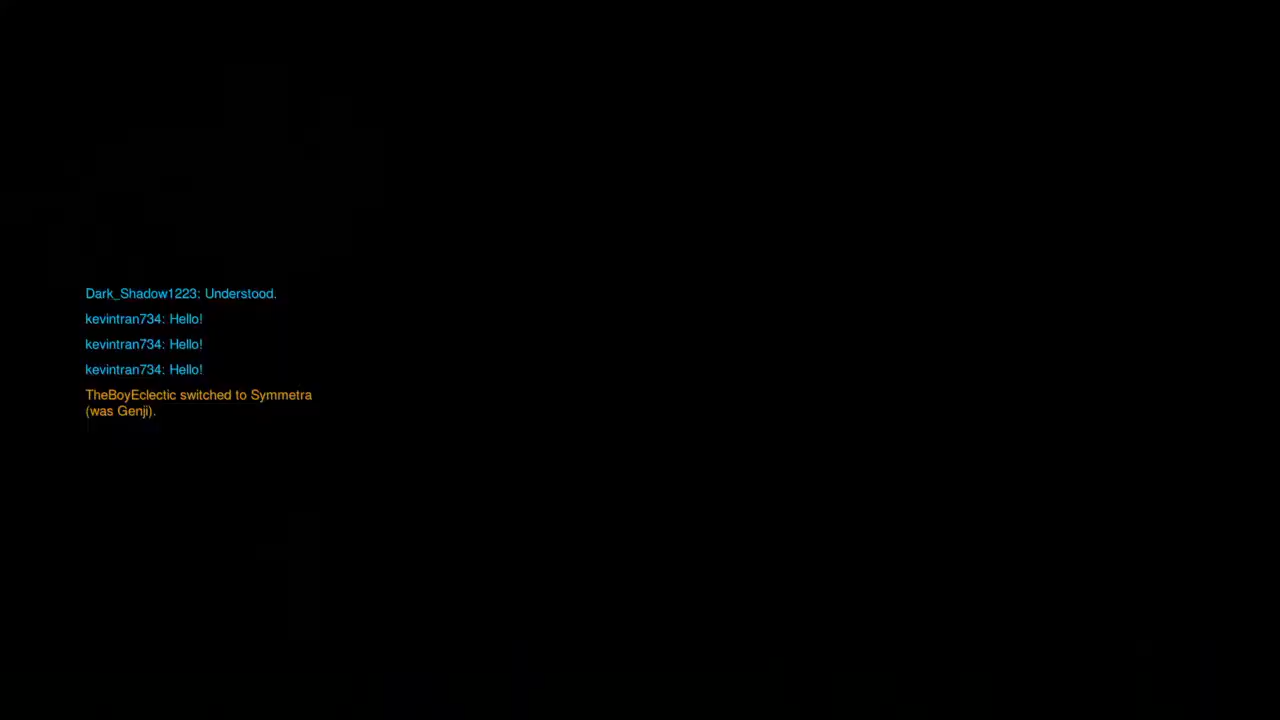 Dark_Shadow1223: Understood.
kevintran734: Hello!
kevintran734: Hello!
kevintran734: Hello!
TheBoyEclectic switched to Symmetra
(was Genji).